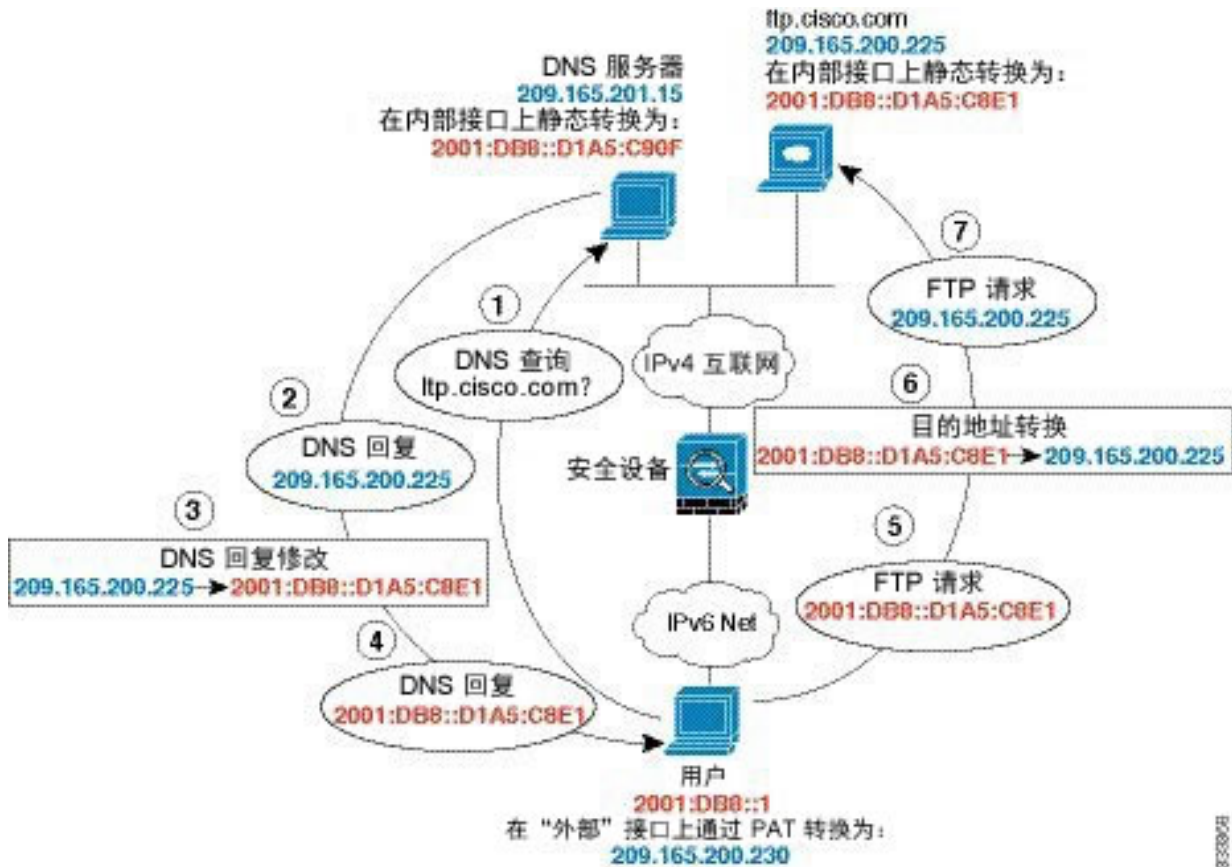 ftp.cisco.com
209.165.200.225
在内部接口上静态转换为：
2001:DB8::D1A5:C8E1
DNS 服务器
209.165.201.15
在内部接口上静态转换为：
2001:DB8::D1A5:C90F
7
FTP 请求
209.165.200.225
1
DNS 查询
ftp.cisco.com?
IPv4 互联网
2
DNS 回复
209.165.200.225
6
目的地址转换
2001:DB8::D1A5:C8E1 209.165.200.225
安全设备
3
DNS 回复修改
209.165.200.225 2001:DB8::D1A5:C8E1
5
FTP 请求
2001:DB8::D1A5:C8E1
IPv6 Net
4
DNS 回复
2001:DB8::D1A5:C8E1
用户
2001:DB8::1
在“外部”接口上通过 PAT 转换为：
209.165.200.230